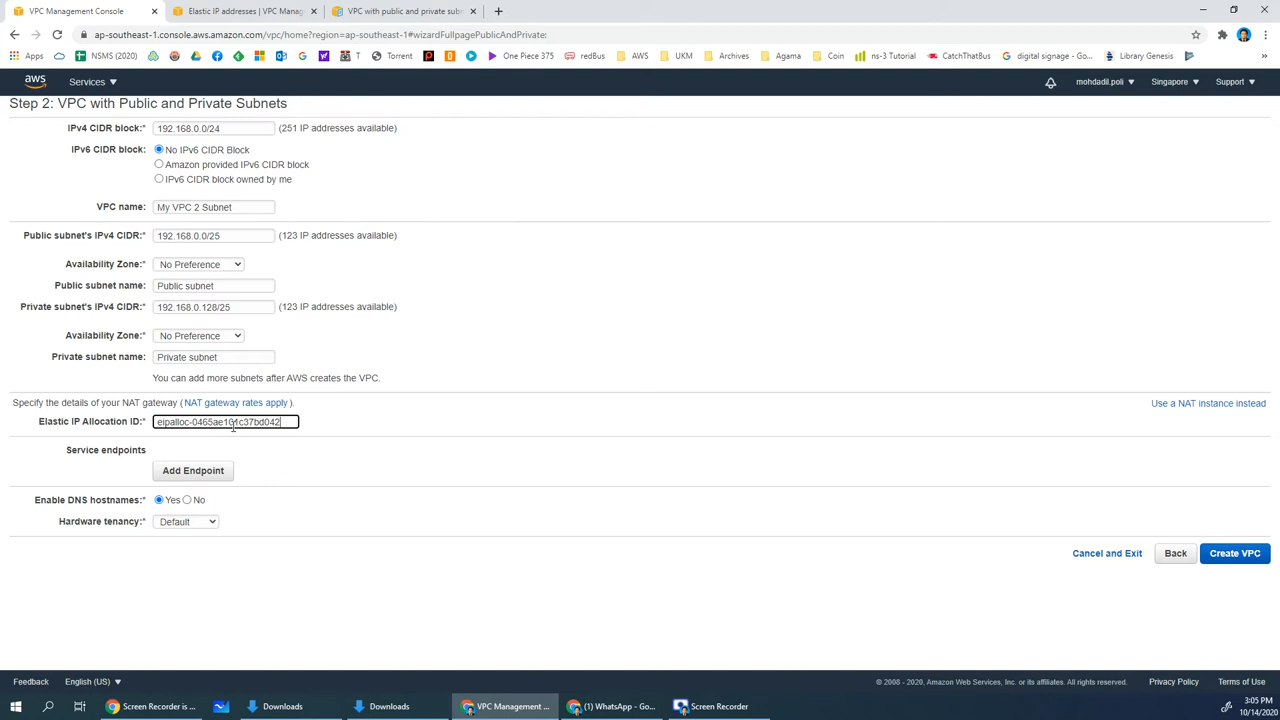 VPC Management Console
Elastic IP addresses | VPC Manag
VPC with public and private subn
ap-southeast-1.console.aws.amazon.com/vpc/home?region=ap-southeast-1#wizardFullpagePublicAndPrivate:
Apps NSMS (2020) T Torrent One Piece 375 redBus AWS UKM Archives Agama Coin ns-3 Tutorial CatchThatBus digital signage - Go... Library Genesis
aws Services mohdadil.poli Singapore Support
Step 2: VPC with Public and Private Subnets
IPv4 CIDR block:* 192.168.0.0/24 (251 IP addresses available)
IPv6 CIDR block: No IPv6 CIDR Block
Amazon provided IPv6 CIDR block
IPv6 CIDR block owned by me
VPC name: My VPC 2 Subnet
Public subnet's IPv4 CIDR:* 192.168.0.0/25 (123 IP addresses available)
Availability Zone:* No Preference
Public subnet name: Public subnet
Private subnet's IPv4 CIDR:* 192.168.0.128/25 (123 IP addresses available)
Availability Zone:* No Preference
Private subnet name: Private subnet
You can add more subnets after AWS creates the VPC.
Specify the details of your NAT gateway ( NAT gateway rates apply ). Use a NAT instance instead
Elastic IP Allocation ID:* eipalloc-0465ae101c37bd042
Service endpoints
Add Endpoint
Enable DNS hostnames:* Yes No
Hardware tenancy:* Default
Cancel and Exit Back Create VPC
Feedback English (US) © 2008 - 2020, Amazon Web Services, Inc. or its affiliates. All rights reserved. Privacy Policy Terms of Use
Screen Recorder is ... Downloads Downloads VPC Management ... (1) WhatsApp - Go... Screen Recorder 3:05 PM
10/14/2020